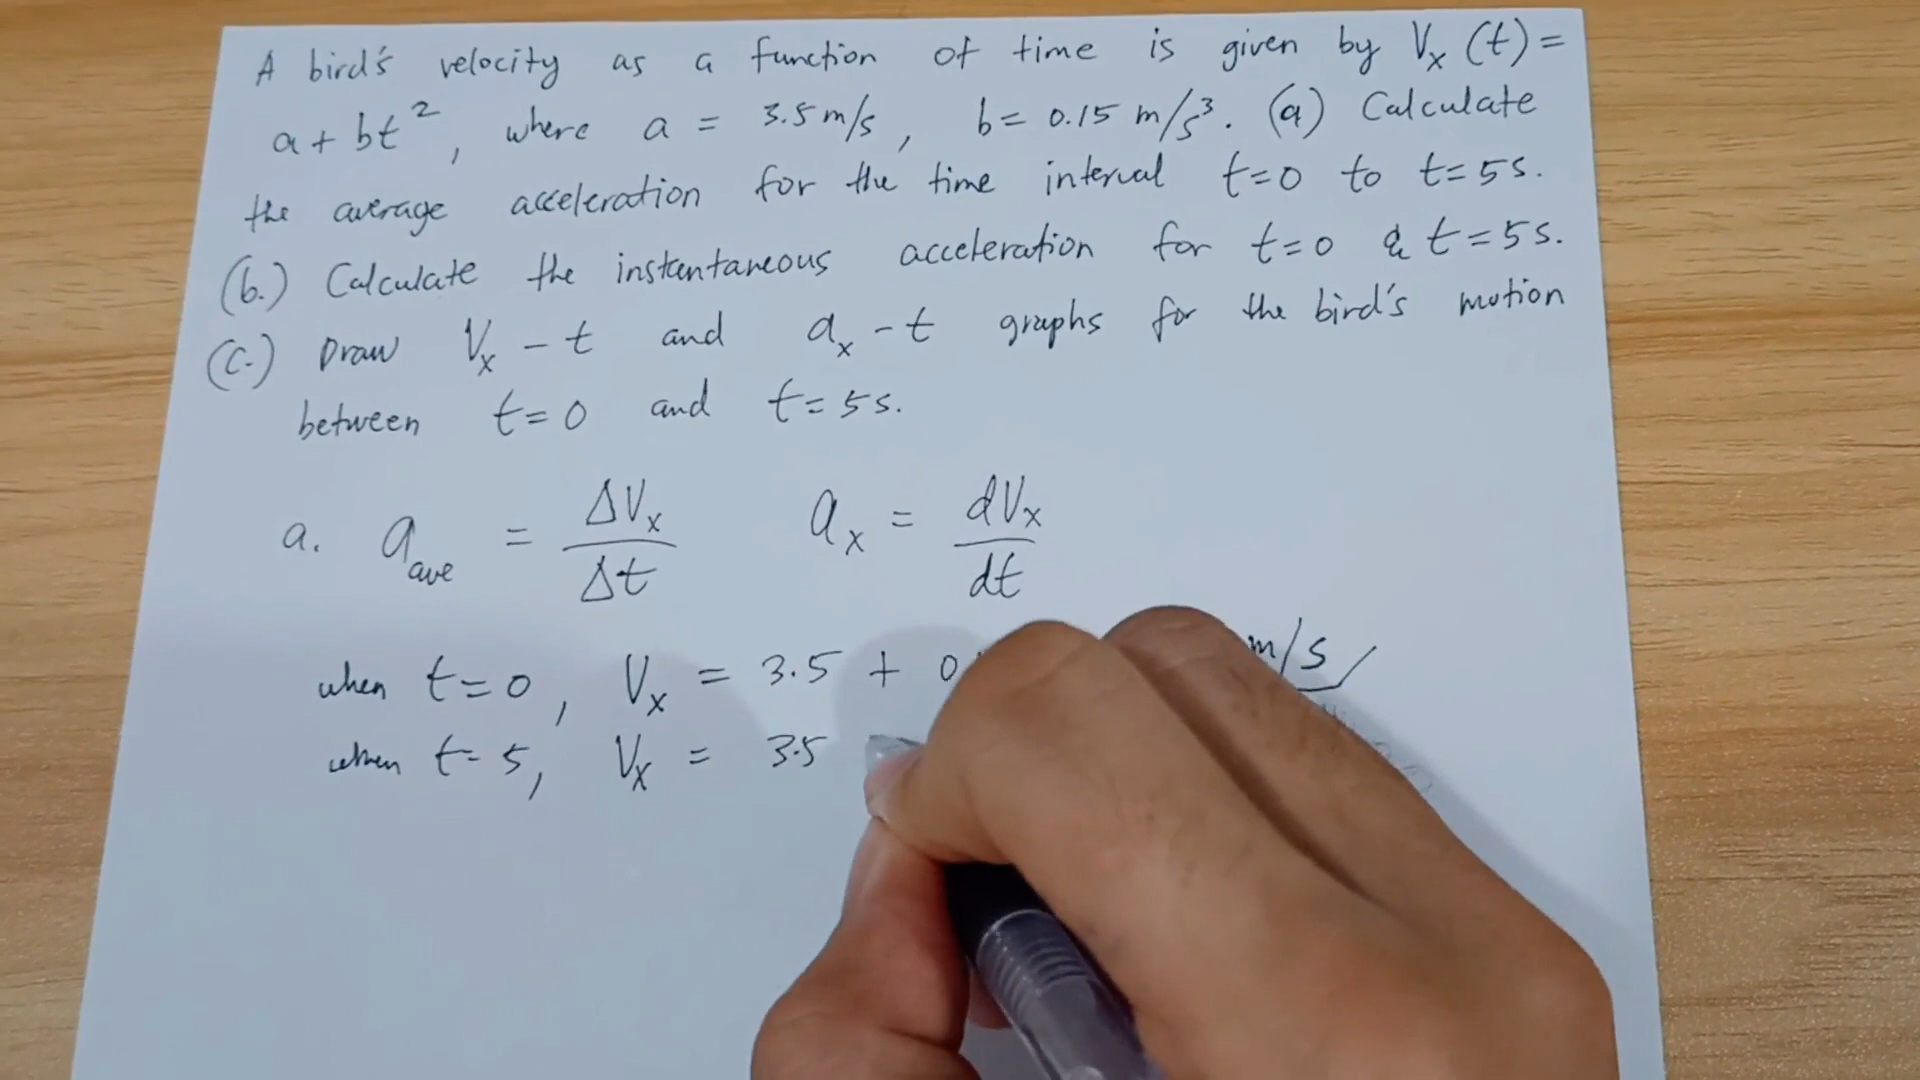 A bird's velocity as a function of time is given by Vₓ(t) =
a + bt², where a = 3.5 m/s, b = 0.15 m/s³. (a) Calculate
the average acceleration for the time interval t=0 to t=5s.
(b.) Calculate the instantaneous acceleration for t=0 & t=5s.
(c.) Draw Vₓ - t and aₓ - t graphs for the bird's motion
between t=0 and t=5s.
a. a_ave = ΔVₓ/Δt aₓ = dVₓ/dt
when t=0, Vₓ = 3.5 + 0 m/s
when t=5, Vₓ = 3.5